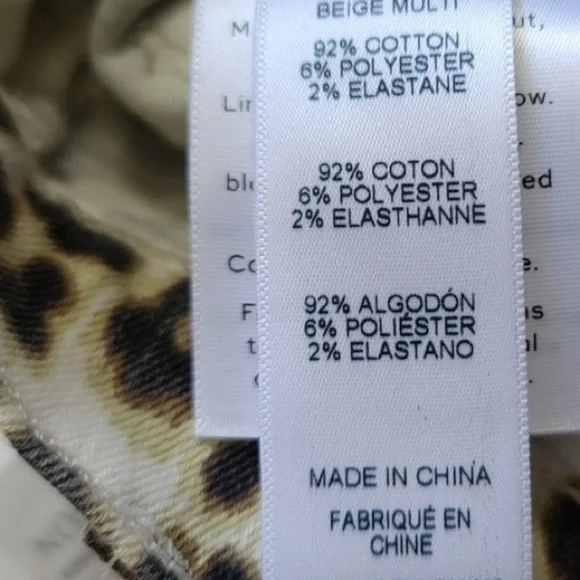 BEIGE MULTI
92% COTTON
6% POLYESTER
2% ELASTANE
92% COTON
6% POLYESTER
2% ELASTHANNE
92% ALGODÓN
6% POLIÉSTER
2% ELASTANO
MADE IN CHINA
FABRIQUÉ EN
CHINE